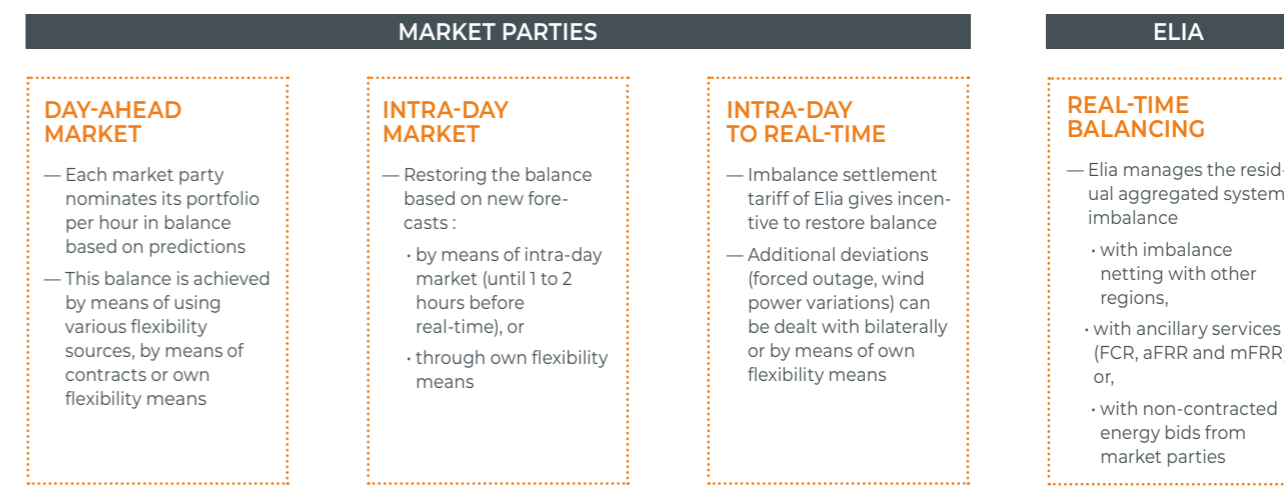 MARKET PARTIES
ELIA
DAY-AHEAD
MARKET
— Each market party
nominates its portfolio
per hour in balance
based on predictions
— This balance is achieved
by means of using
various flexibility
sources, by means of
contracts or own
flexibility means
INTRA-DAY
MARKET
— Restoring the balance
based on new fore-
casts :
· by means of intra-day
market (until 1 to 2
hours before
real-time), or
· through own flexibility
means
INTRA-DAY
TO REAL-TIME
— Imbalance settlement
tariff of Elia gives incen-
tive to restore balance
— Additional deviations
(forced outage, wind
power variations) can
be dealt with bilaterally
or by means of own
flexibility means
REAL-TIME
BALANCING
— Elia manages the resid-
ual aggregated system
imbalance
· with imbalance
netting with other
regions,
· with ancillary services
(FCR, aFRR and mFRR)
or,
· with non-contracted
energy bids from
market parties